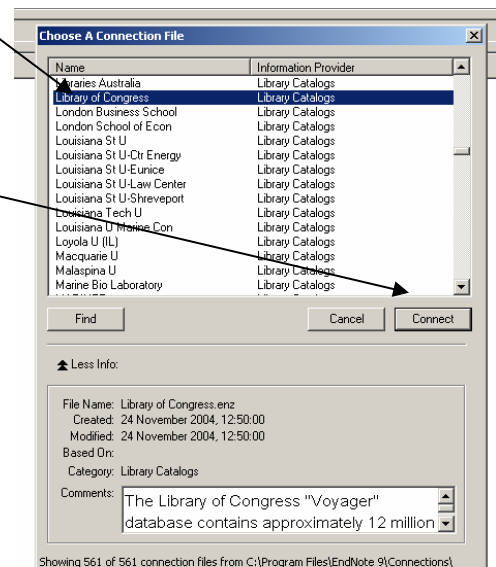 Choose A Connection File
Name Information Provider
Libraries Australia Library Catalogs
Library of Congress Library Catalogs
London Business School Library Catalogs
London School of Econ Library Catalogs
Louisiana St U Library Catalogs
Louisiana St U-Ctr Energy Library Catalogs
Louisiana St U-Eunice Library Catalogs
Louisiana St U-Law Center Library Catalogs
Louisiana St U-Shreveport Library Catalogs
Louisiana Tech U Library Catalogs
Louisiana U Marine Con Library Catalogs
Loyola U (IL) Library Catalogs
Macquarie U Library Catalogs
Malaspina U Library Catalogs
Marine Bio Laboratory Library Catalogs
Find Cancel Connect
Less Info:
File Name: Library of Congress.enz
Created: 24 November 2004, 12:50:00
Modified: 24 November 2004, 12:50:00
Based On:
Category: Library Catalogs
Comments: The Library of Congress "Voyager"
database contains approximately 12 million
Showing 561 of 561 connection files from C:\Program Files\EndNote 9\Connections\